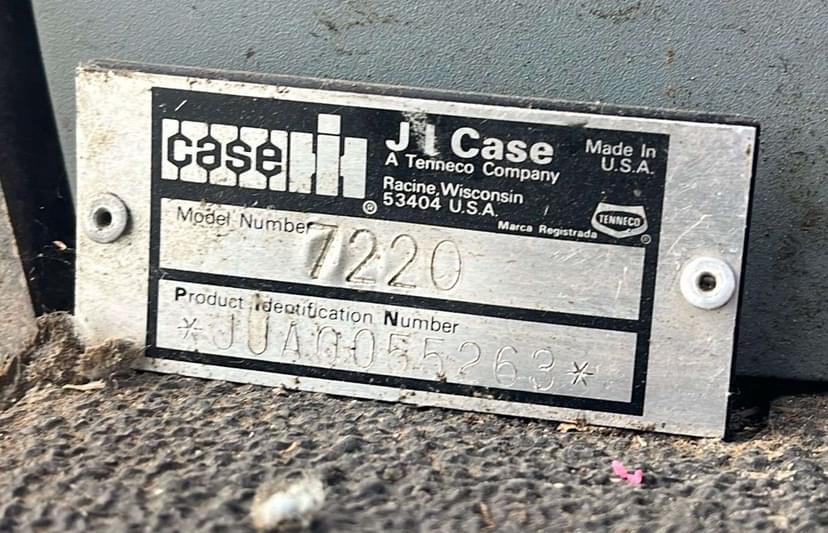 case IH
J I Case
A Tenneco Company
Racine, Wisconsin
53404 U.S.A.
Made In
U.S.A.
Marca Registrada
TENNECO
®
®
Model Number
7220
Product Identification Number
*JJA0055263*